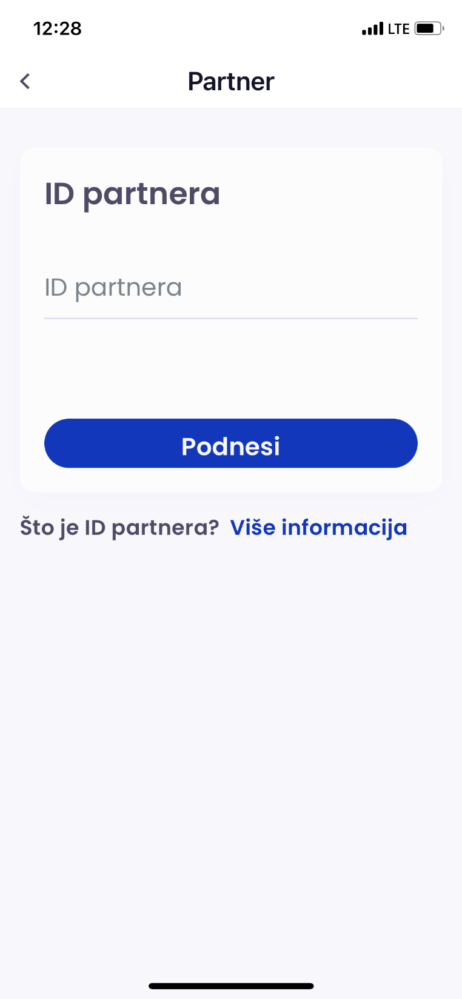 12:28
LTE
Partner
ID partnera
ID partnera
Podnesi
Što je ID partnera? Više informacija